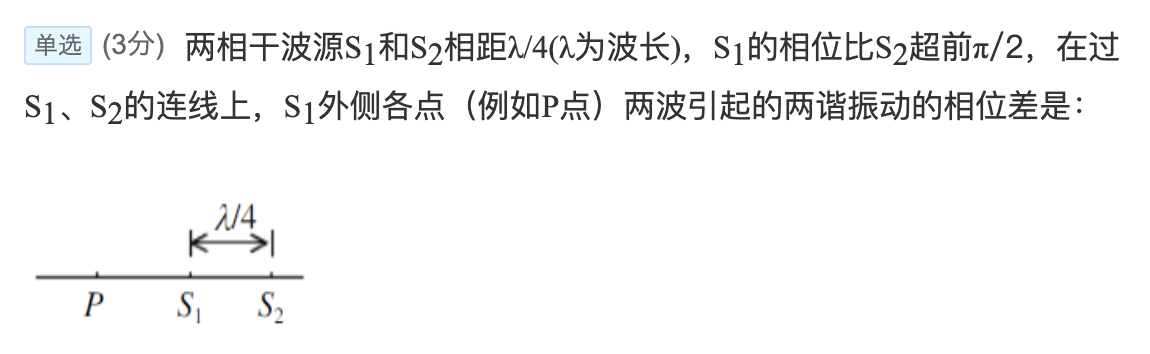 单选 (3分) 两相干波源S1和S2相距λ/4(λ为波长)，S1的相位比S2超前π/2，在过
S1、S2的连线上，S1外侧各点（例如P点）两波引起的两谐振动的相位差是：
λ/4
P S1 S2